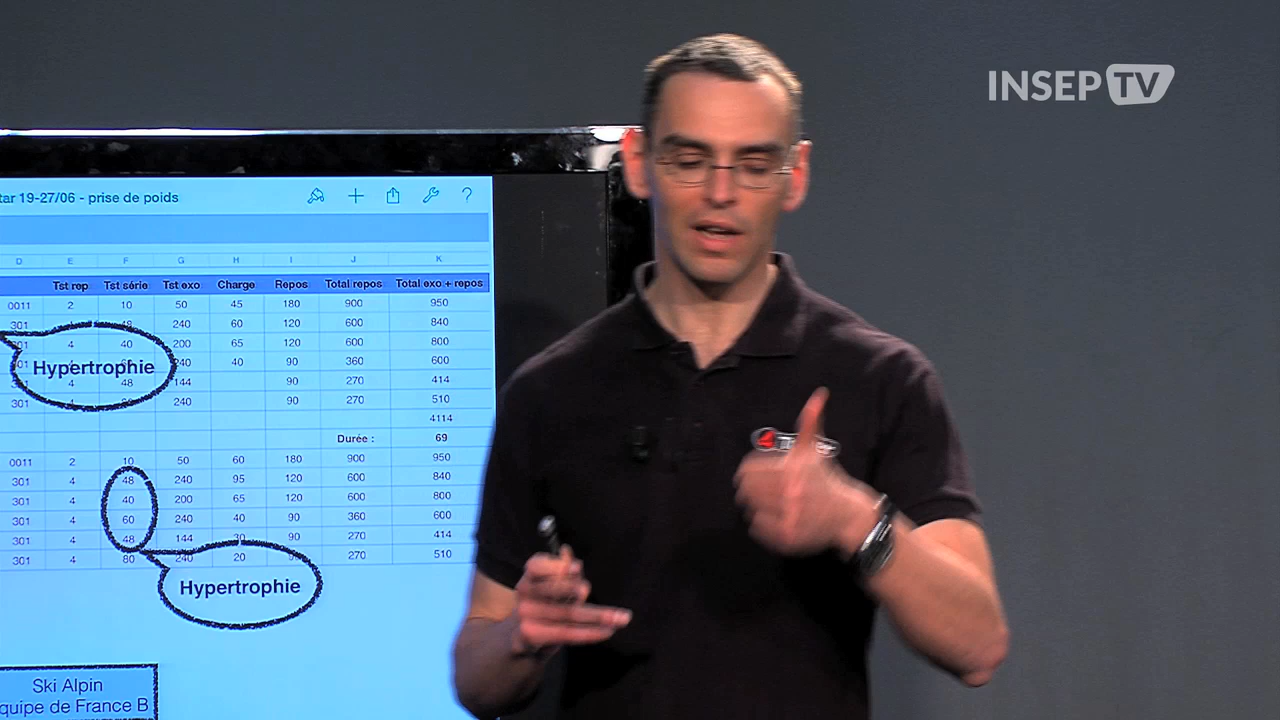 INSEP TV
tar 19-27/06 - prise de poids
D E F G H I J K
Tst rep Tst série Tst exo Charge Repos Total repos Total exo + repos
0011 2 10 50 45 180 900 950
301 240 60 120 600 840
4 40 200 65 120 600 800
240 40 90 360 600
Hypertrophie
4 48 144 90 270 414
301 4 240 90 270 510
4114
Durée : 69
0011 2 10 50 60 180 900 950
301 4 48 240 95 120 600 840
301 4 40 200 65 120 600 800
301 4 60 240 40 90 360 600
301 4 48 144 30 90 270 414
301 4 80 240 20 270 510
Hypertrophie
Ski Alpin
quipe de France B